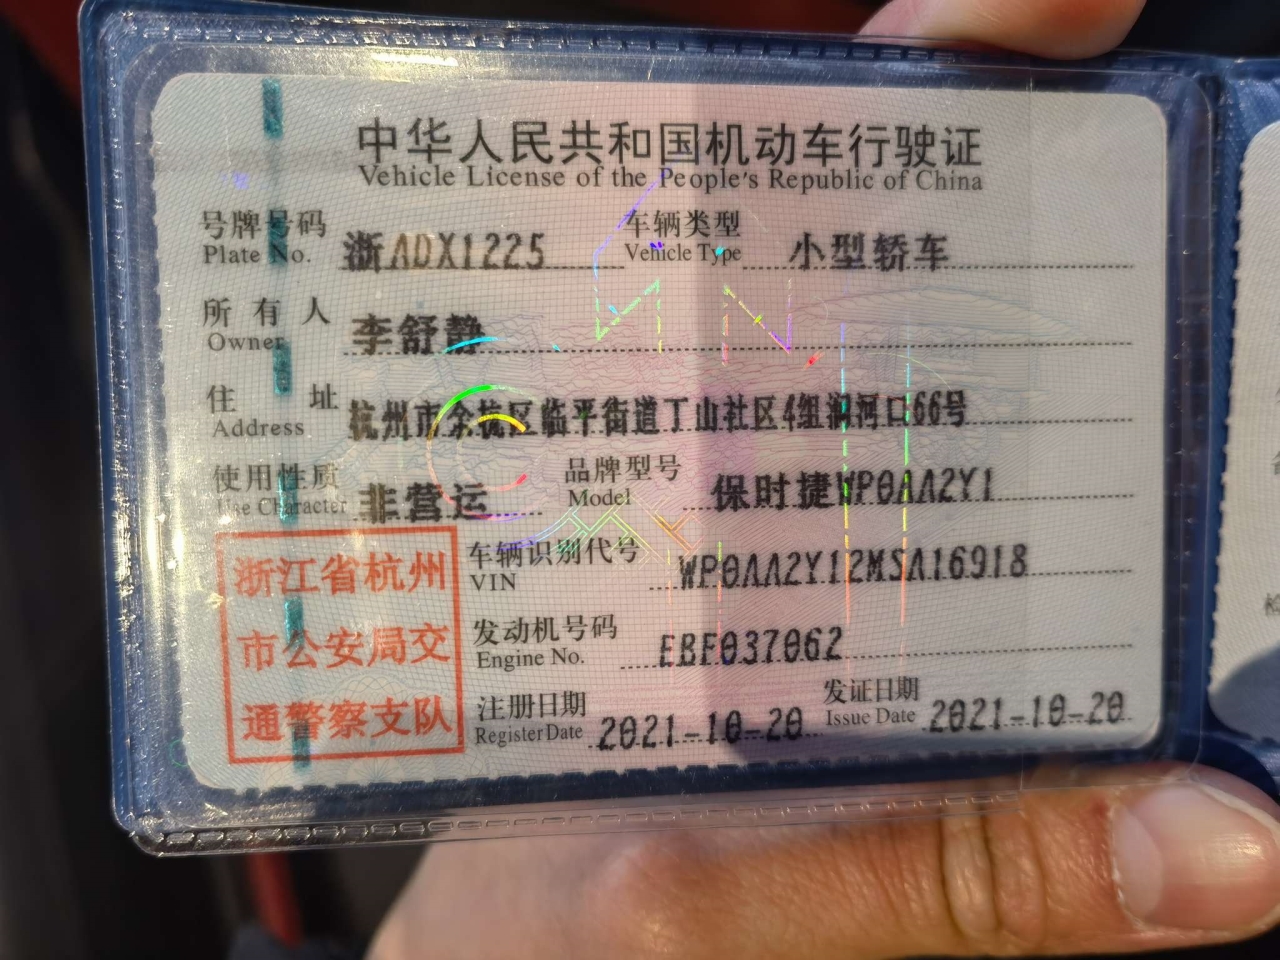 中华人民共和国机动车行驶证
Vehicle License of the People's Republic of China
号牌号码 浙ADX1225 车辆类型 小型轿车
Plate No. Vehicle Type
所有人 李舒静
Owner
住址 杭州市余杭区临平街道丁山社区4组涧河口66号
Address
使用性质 非营运 品牌型号 保时捷WP0AA2Y1
Use Character Model
浙江省杭州
市公安局交
通警察支队
车辆识别代号 WP0AA2Y12MSA16918
VIN
发动机号码 EBF037062
Engine No.
注册日期 2021-10-20 发证日期 2021-10-20
Register Date Issue Date